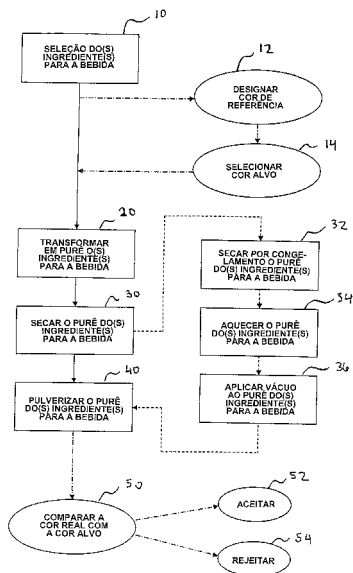 10
SELEÇÃO DO(S)
INGREDIENTE(S)
PARA A BEBIDA
12
DESIGNAR
COR DE
REFERÊNCIA
14
SELECIONAR
COR ALVO
20
TRANSFORMAR
EM PURÊ O(S)
INGREDIENTE(S)
PARA A BEBIDA
30
SECAR O PURÊ DO(S)
INGREDIENTE(S)
PARA A BEBIDA
32
SECAR POR CONGE-
LAMENTO O PURÊ
DO(S) INGREDIENTE(S)
PARA A BEBIDA
34
AQUECER O PURÊ
DO(S) INGREDIENTE(S)
PARA A BEBIDA
36
APLICAR VÁCUO
AO PURÊ DO(S)
INGREDIENTE(S)
PARA A BEBIDA
40
PULVERIZAR O PURÊ
DO(S) INGREDIENTE(S)
PARA A BEBIDA
50
COMPARAR A
COR REAL COM
A COR ALVO
52
ACEITAR
54
REJEITAR